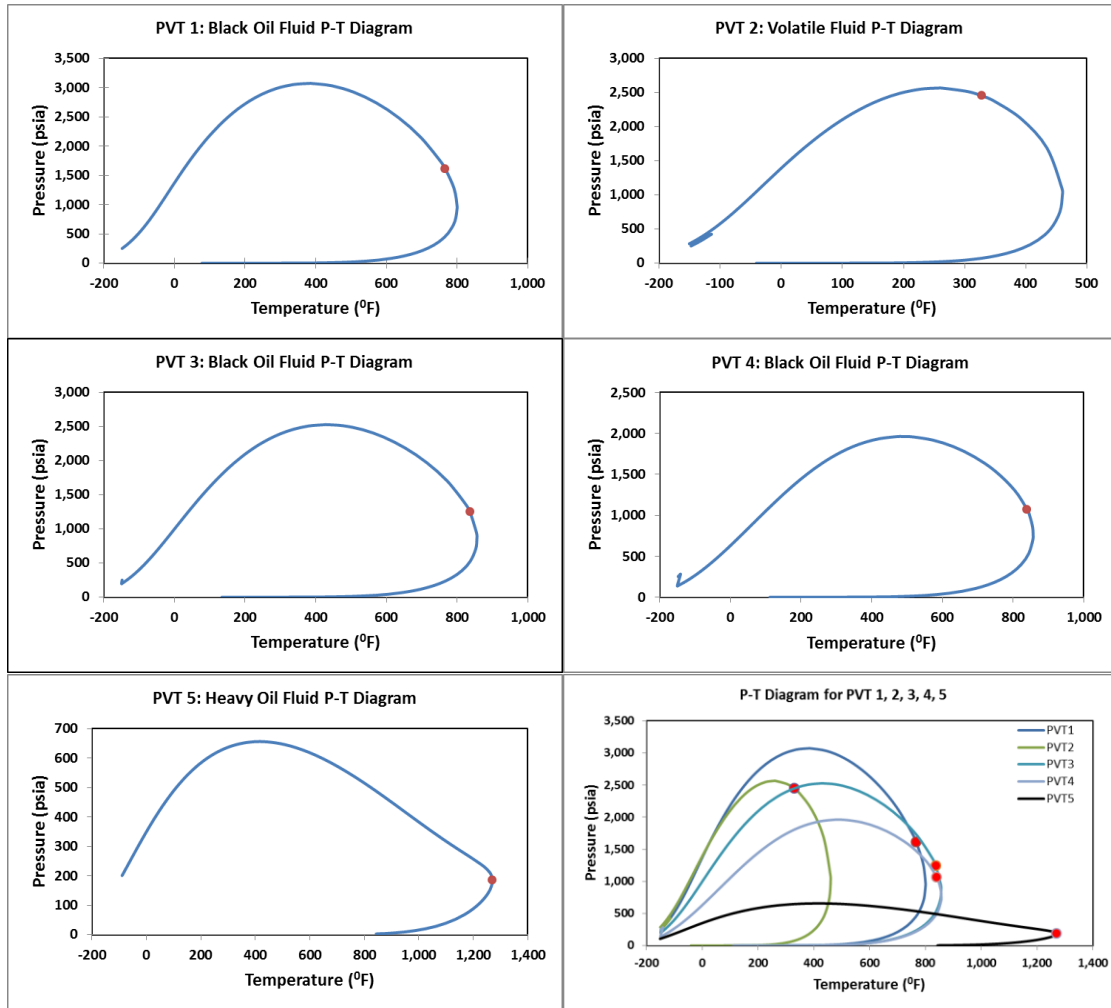 PVT 1: Black Oil Fluid P-T Diagram
3,500
3,000
2,500
2,000
1,500
1,000
500
0
-200 0 200 400 600 800 1,000
Pressure (psia)
Temperature (⁰F)
PVT 2: Volatile Fluid P-T Diagram
3,000
2,500
2,000
1,500
1,000
500
0
-200 -100 0 100 200 300 400 500
Pressure (psia)
Temperature (⁰F)
PVT 3: Black Oil Fluid P-T Diagram
3,000
2,500
2,000
1,500
1,000
500
0
-200 0 200 400 600 800 1,000
Pressure (psia)
Temperature (⁰F)
PVT 4: Black Oil Fluid P-T Diagram
2,500
2,000
1,500
1,000
500
0
-200 0 200 400 600 800 1,000
Pressure (psia)
Temperature (⁰F)
PVT 5: Heavy Oil Fluid P-T Diagram
700
600
500
400
300
200
100
0
-200 0 200 400 600 800 1,000 1,200 1,400
Pressure (psia)
Temperature (⁰F)
P-T Diagram for PVT 1, 2, 3, 4, 5
3,500
3,000
2,500
2,000
1,500
1,000
500
0
-200 0 200 400 600 800 1,000 1,200 1,400
Pressure (psia)
Temperature (⁰F)
PVT1
PVT2
PVT3
PVT4
PVT5